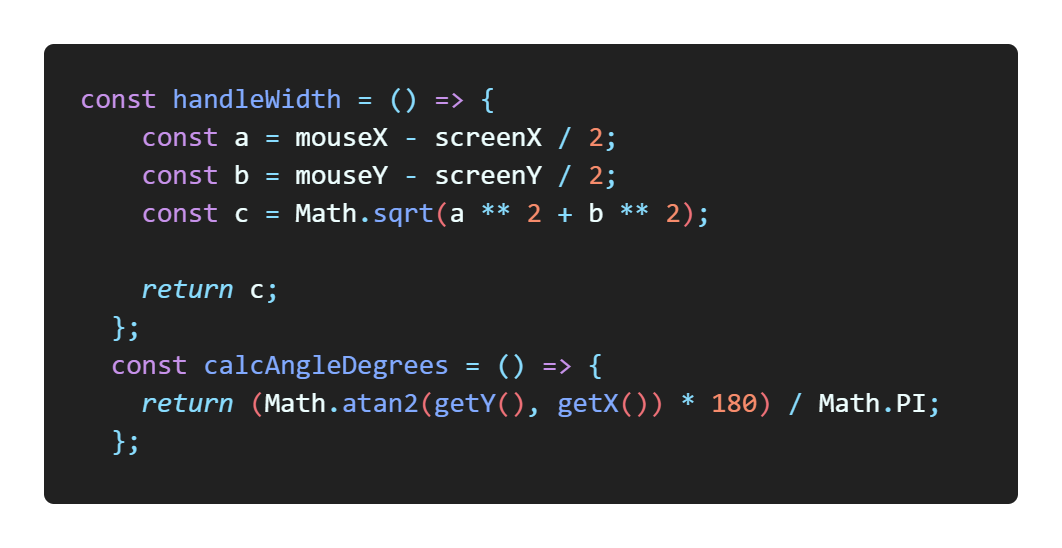 const handleWidth = () => {
    const a = mouseX - screenX / 2;
    const b = mouseY - screenY / 2;
    const c = Math.sqrt(a ** 2 + b ** 2);

    return c;
  };
  const calcAngleDegrees = () => {
    return (Math.atan2(getY(), getX()) * 180) / Math.PI;
  };